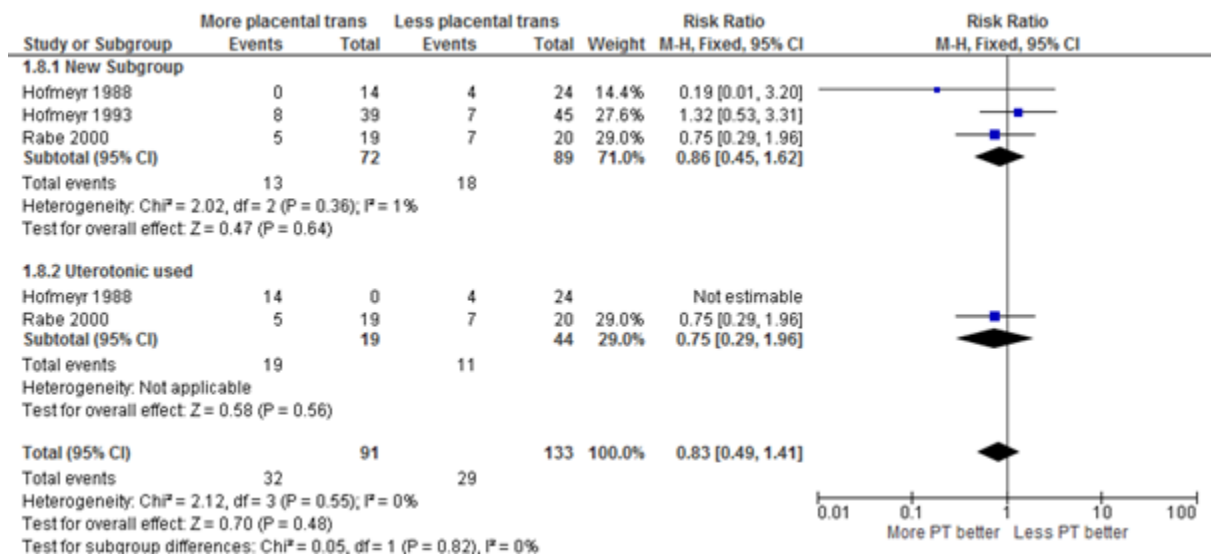 More placental trans Less placental trans Risk Ratio Risk Ratio
Study or Subgroup Events Total Events Total Weight M-H, Fixed, 95% CI M-H, Fixed, 95% CI
1.8.1 New Subgroup
Hofmeyr 1988 0 14 4 24 14.4% 0.19 [0.01, 3.20]
Hofmeyr 1993 8 39 7 45 27.6% 1.32 [0.53, 3.31]
Rabe 2000 5 19 7 20 29.0% 0.75 [0.29, 1.96]
Subtotal (95% CI) 72 89 71.0% 0.86 [0.45, 1.62]
Total events 13 18
Heterogeneity: Chi² = 2.02, df = 2 (P = 0.36); I² = 1%
Test for overall effect: Z = 0.47 (P = 0.64)
1.8.2 Uterotonic used
Hofmeyr 1988 14 0 4 24 Not estimable
Rabe 2000 5 19 7 20 29.0% 0.75 [0.29, 1.96]
Subtotal (95% CI) 19 44 29.0% 0.75 [0.29, 1.96]
Total events 19 11
Heterogeneity: Not applicable
Test for overall effect: Z = 0.58 (P = 0.56)
Total (95% CI) 91 133 100.0% 0.83 [0.49, 1.41]
Total events 32 29
Heterogeneity: Chi² = 2.12, df = 3 (P = 0.55); I² = 0%
Test for overall effect: Z = 0.70 (P = 0.48)
Test for subgroup differences: Chi² = 0.05, df = 1 (P = 0.82), I² = 0%
0.01 0.1 1 10 100
More PT better Less PT better